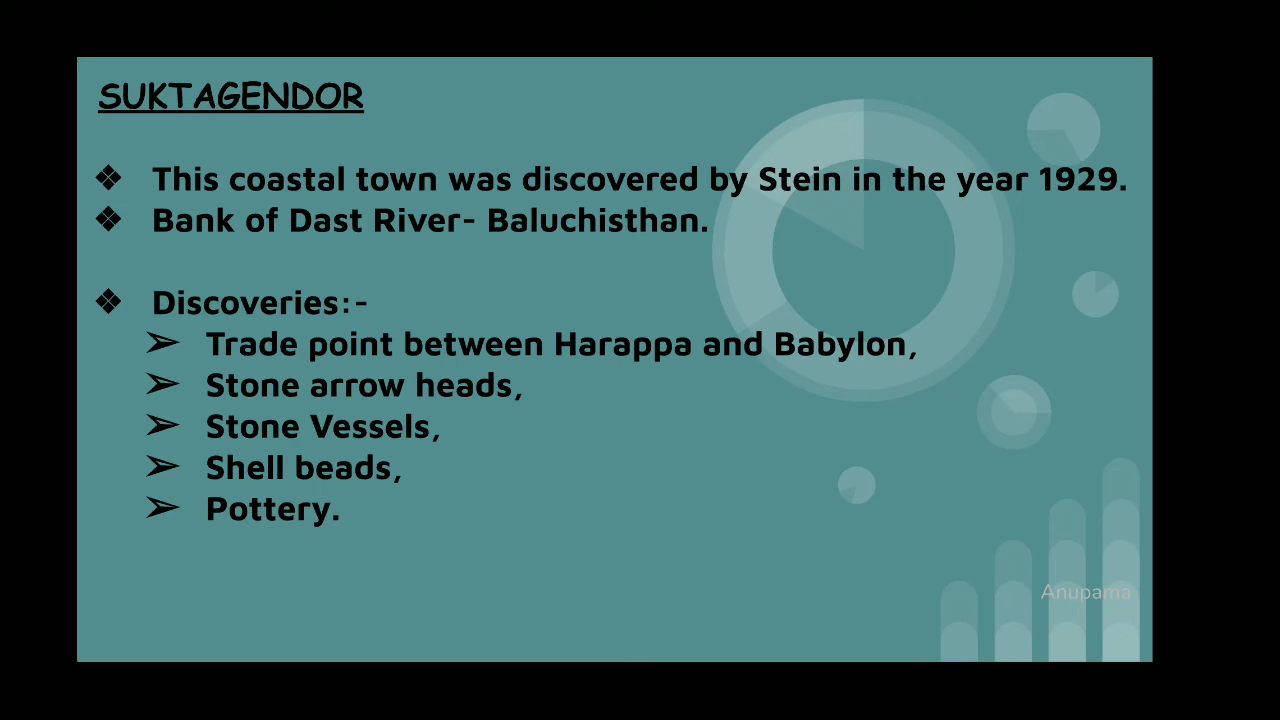 SUKTAGENDOR
❖ This coastal town was discovered by Stein in the year 1929.
❖ Bank of Dast River- Baluchisthan.
❖ Discoveries:-
➢ Trade point between Harappa and Babylon,
➢ Stone arrow heads,
➢ Stone Vessels,
➢ Shell beads,
➢ Pottery.
Anupama